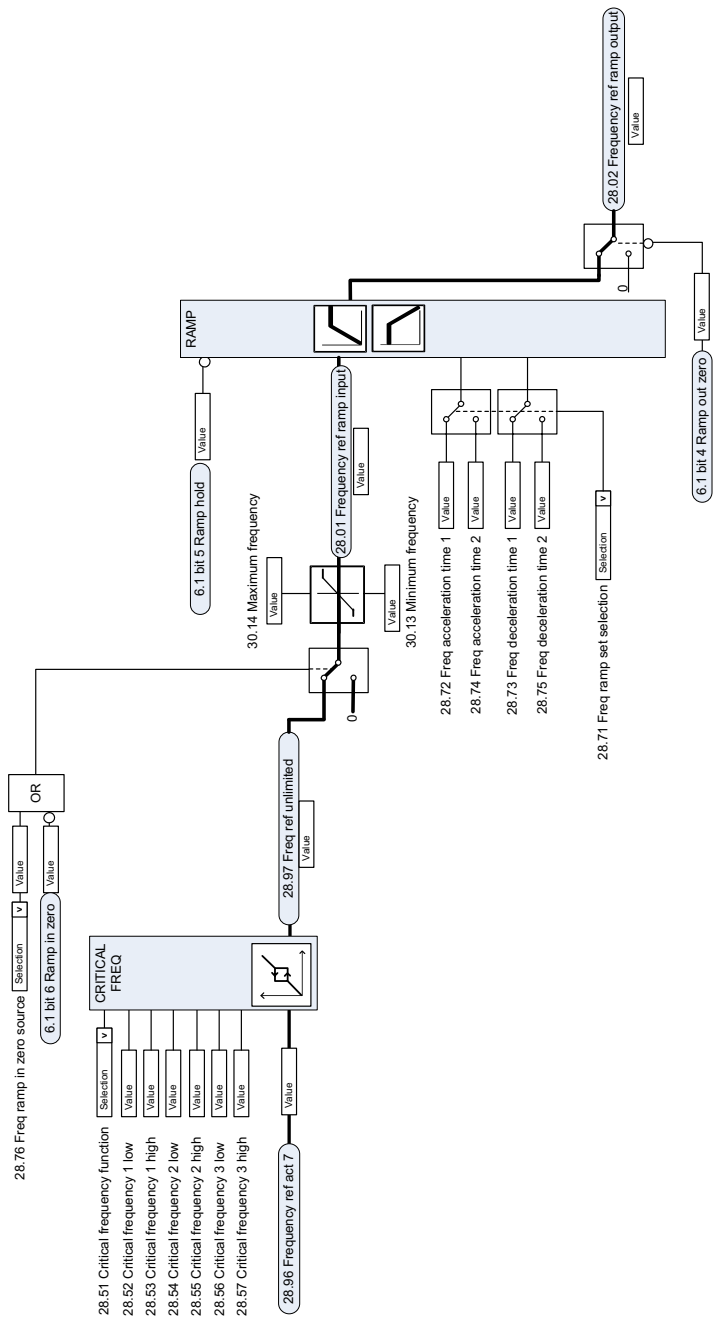 28.76 Freq ramp in zero source
Selection
v
Value
6.1 bit 6 Ramp in zero
Value
OR
CRITICAL
FREQ
28.51 Critical frequency function
Selection
v
28.52 Critical frequency 1 low
Value
28.53 Critical frequency 1 high
Value
28.54 Critical frequency 2 low
Value
28.55 Critical frequency 2 high
Value
28.56 Critical frequency 3 low
Value
28.57 Critical frequency 3 high
Value
28.96 Frequency ref act 7
Value
28.97 Freq ref unlimited
Value
0
30.14 Maximum frequency
Value
30.13 Minimum frequency
Value
28.01 Frequency ref ramp input
Value
6.1 bit 5 Ramp hold
Value
RAMP
28.72 Freq acceleration time 1
Value
28.74 Freq acceleration time 2
Value
28.73 Freq deceleration time 1
Value
28.75 Freq deceleration time 2
Value
28.71 Freq ramp set selection
Selection
v
0
28.02 Frequency ref ramp output
Value
6.1 bit 4 Ramp out zero
Value